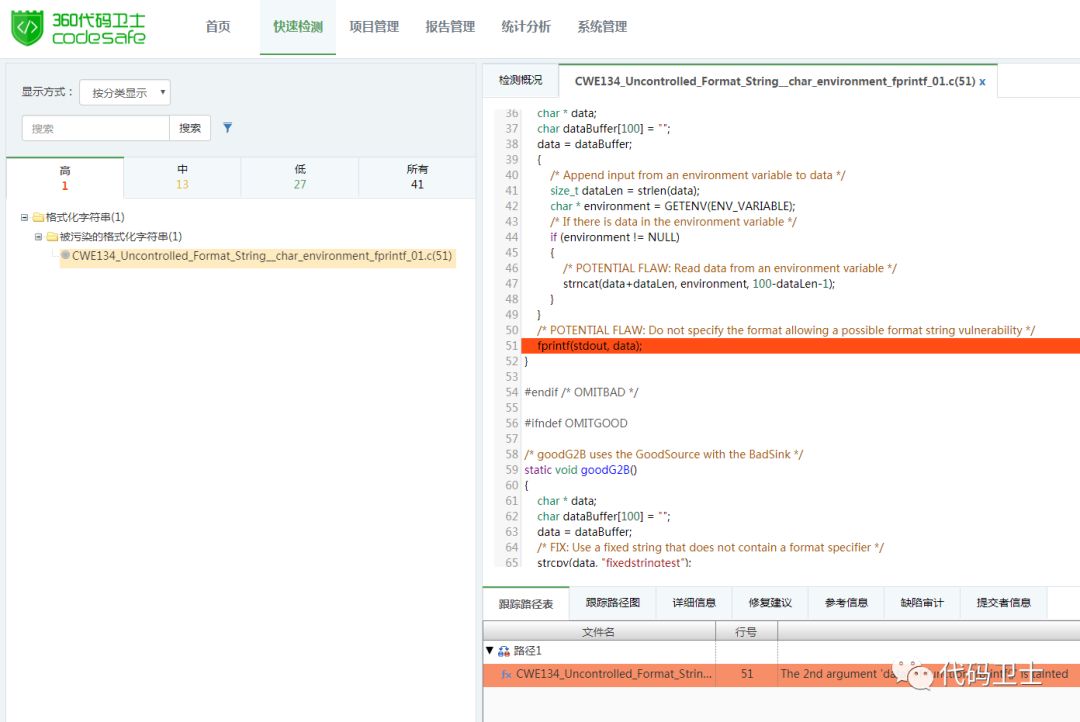 360代码卫士
codesafe
首页 快速检测 项目管理 报告管理 统计分析 系统管理
显示方式： 按分类显示
搜索 搜索
高 中 低 所有
1 13 27 41
格式化字符串(1)
被污染的格式化字符串(1)
CWE134_Uncontrolled_Format_String__char_environment_fprintf_01.c(51)
检测概况 CWE134_Uncontrolled_Format_String__char_environment_fprintf_01.c(51) x
36 char * data;
37 char dataBuffer[100] = "";
38 data = dataBuffer;
39 {
40 /* Append input from an environment variable to data */
41 size_t dataLen = strlen(data);
42 char * environment = GETENV(ENV_VARIABLE);
43 /* If there is data in the environment variable */
44 if (environment != NULL)
45 {
46 /* POTENTIAL FLAW: Read data from an environment variable */
47 strncat(data+dataLen, environment, 100-dataLen-1);
48 }
49 }
50 /* POTENTIAL FLAW: Do not specify the format allowing a possible format string vulnerability */
51 fprintf(stdout, data);
52 }
53
54 #endif /* OMITBAD */
55
56 #ifndef OMITGOOD
57
58 /* goodG2B uses the GoodSource with the BadSink */
59 static void goodG2B()
60 {
61 char * data;
62 char dataBuffer[100] = "";
63 data = dataBuffer;
64 /* FIX: Use a fixed string that does not contain a format specifier */
65 strcpy(data, "fixedstringtest");
跟踪路径表 跟踪路径图 详细信息 修复建议 参考信息 缺陷审计 提交者信息
文件名 行号
路径1
fx CWE134_Uncontrolled_Format_Strin... 51 The 2nd argument 'da
is tainted
代码卫士